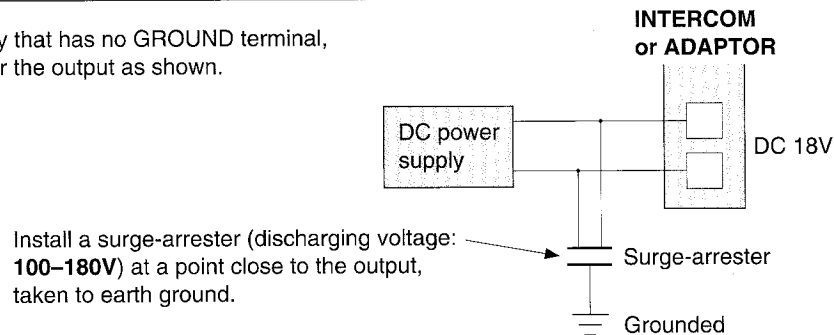 y that has no GROUND terminal,
r the output as shown.
INTERCOM
or ADAPTOR
DC power
supply
DC 18V
Install a surge-arrester (discharging voltage:
100–180V) at a point close to the output,
taken to earth ground.
Surge-arrester
Grounded